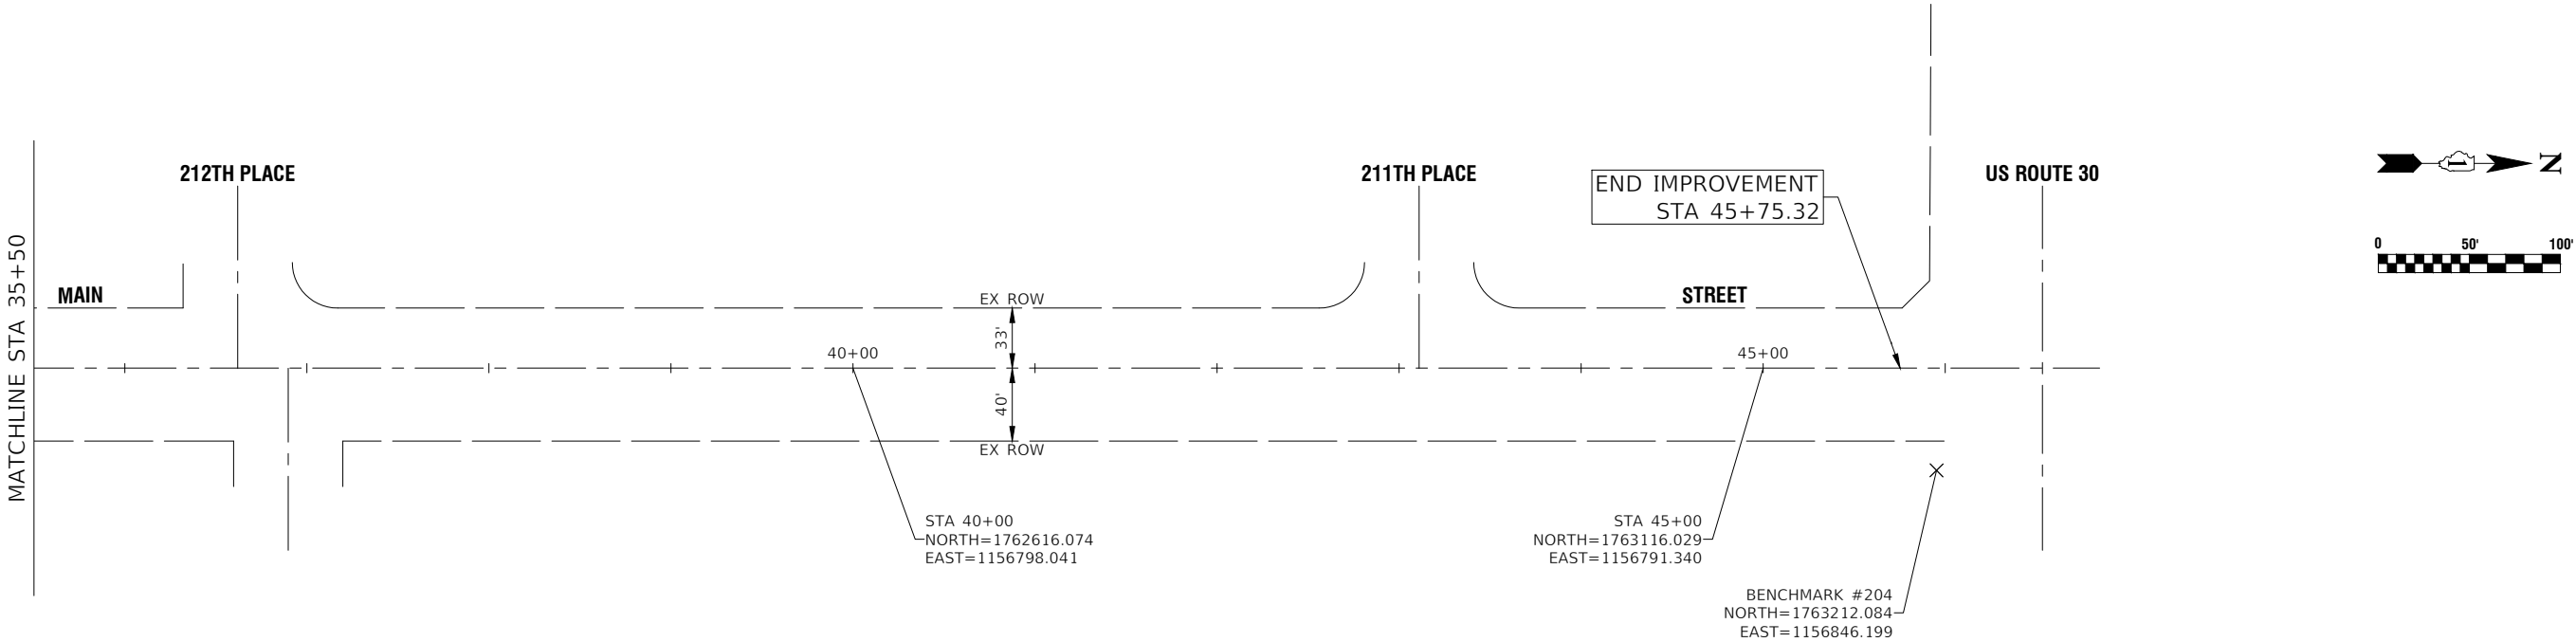 212TH PLACE
211TH PLACE
END IMPROVEMENT
STA 45+75.32
US ROUTE 30
N
MATCHLINE STA 35+50
MAIN
EX ROW
STREET
0 50' 100'
33'
40+00
45+00
40'
EX ROW
STA 40+00
NORTH=1762616.074
EAST=1156798.041
STA 45+00
NORTH=1763116.029
EAST=1156791.340
BENCHMARK #204
NORTH=1763212.084
EAST=1156846.199